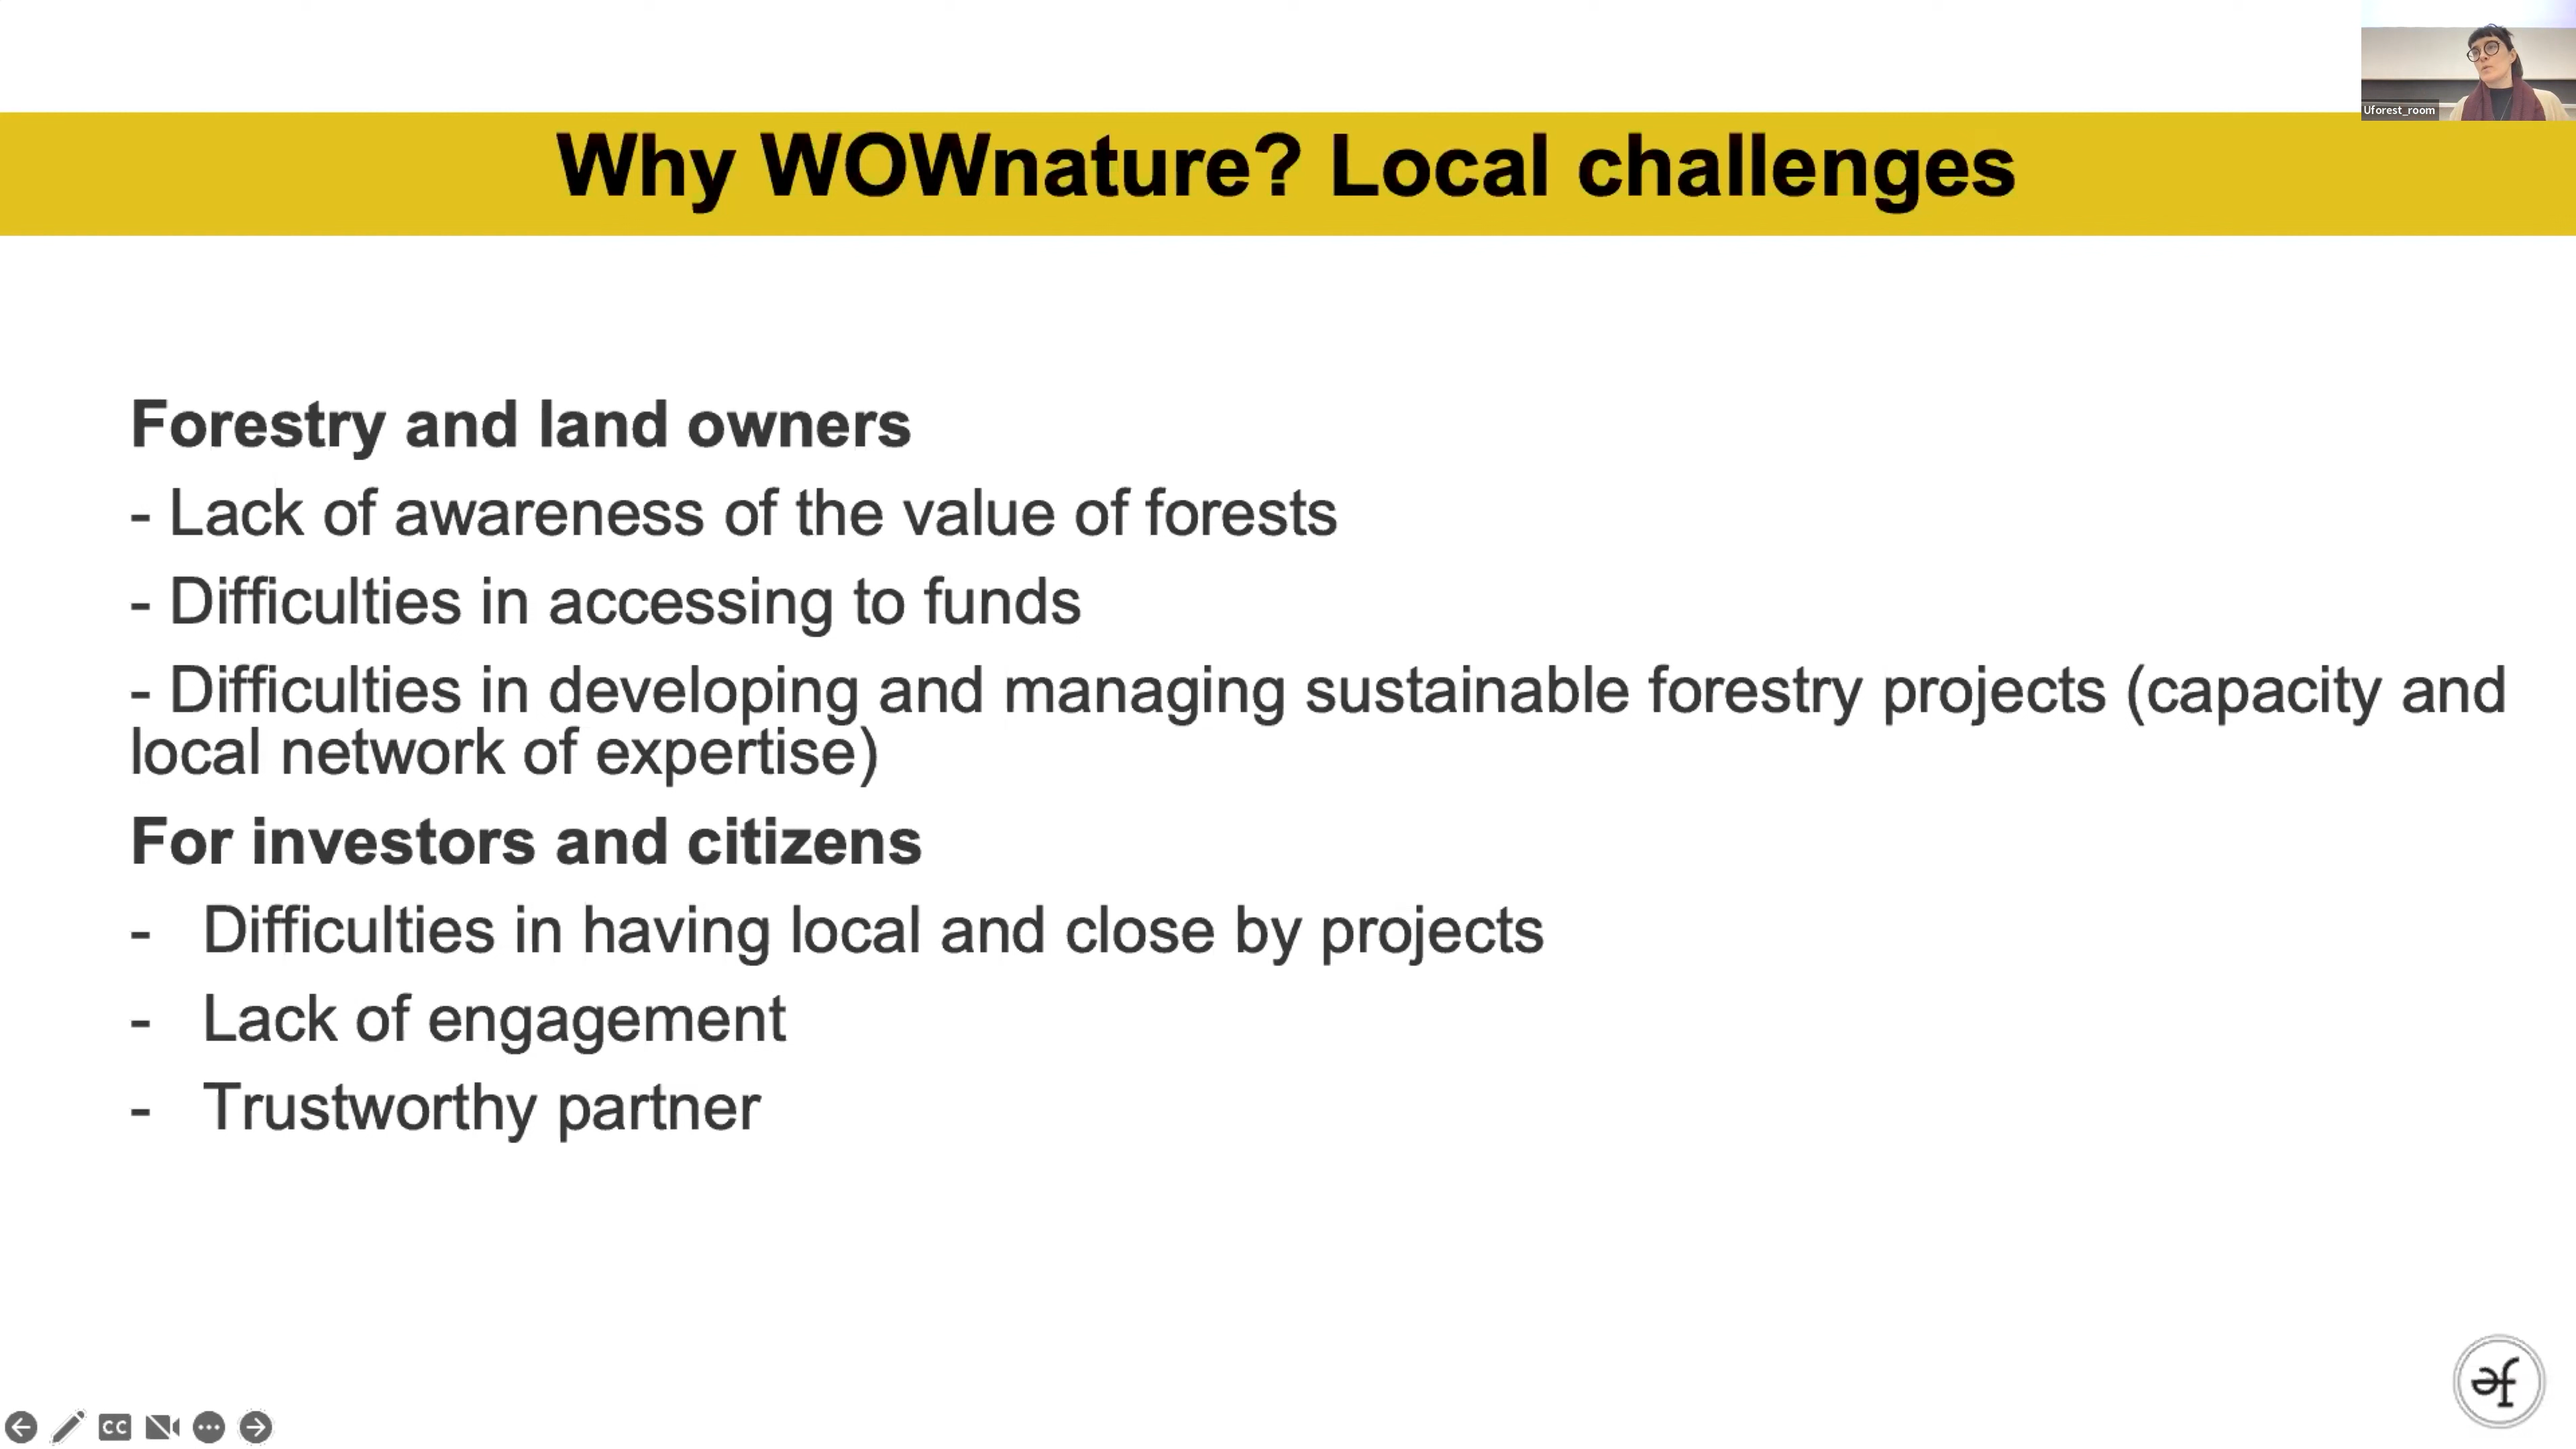 Uforest_room
Why WOWnature? Local challenges
Forestry and land owners
- Lack of awareness of the value of forests
- Difficulties in accessing to funds
- Difficulties in developing and managing sustainable forestry projects (capacity and
local network of expertise)
For investors and citizens
- Difficulties in having local and close by projects
- Lack of engagement
- Trustworthy partner
CC